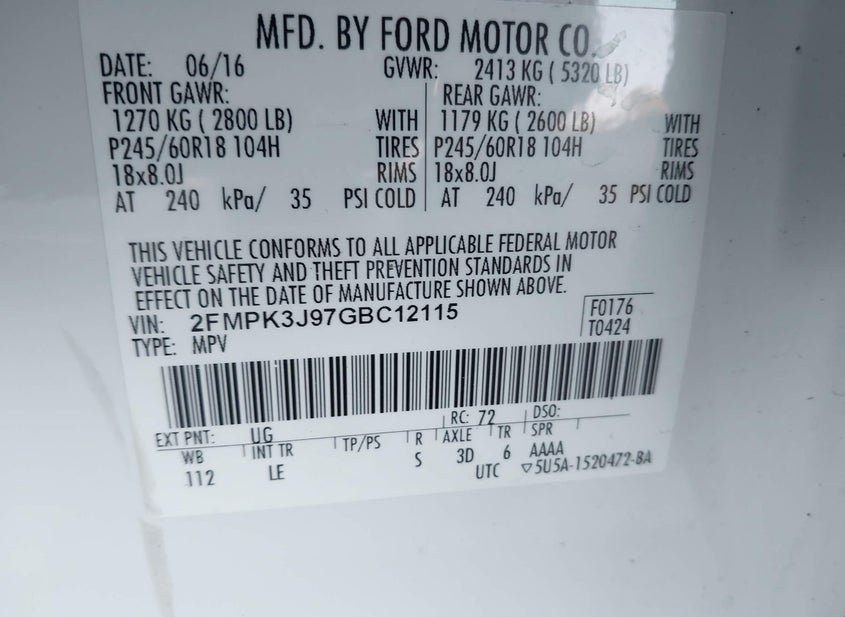 MFD. BY FORD MOTOR CO.
DATE: 06/16 GVWR: 2413 KG ( 5320 LB)
FRONT GAWR: REAR GAWR:
1270 KG ( 2800 LB) WITH 1179 KG ( 2600 LB) WITH
P245/60R18 104H TIRES P245/60R18 104H TIRES
18x8.0J RIMS 18x8.0J RIMS
AT 240 kPa/ 35 PSI COLD AT 240 kPa/ 35 PSI COLD
THIS VEHICLE CONFORMS TO ALL APPLICABLE FEDERAL MOTOR
VEHICLE SAFETY AND THEFT PREVENTION STANDARDS IN
EFFECT ON THE DATE OF MANUFACTURE SHOWN ABOVE.
VIN: 2FMPK3J97GBC12115 F0176
TYPE: MPV T0424
EXT PNT: UG RC: 72 DSO:
WB INT TR TP/PS R AXLE TR SPR
112 LE S 3D 6 AAAA
UTC ▽5U5A-1520472-BA